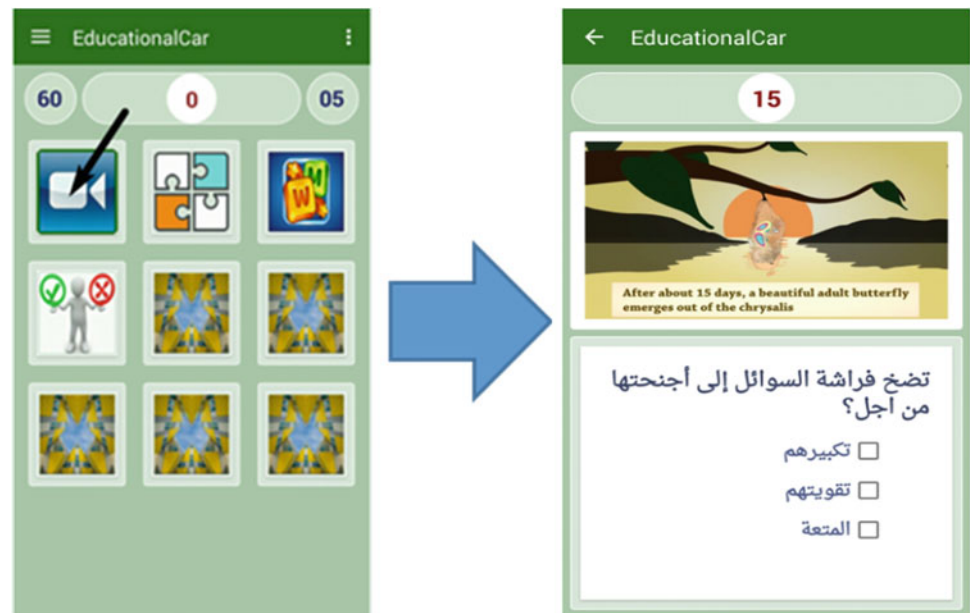 EducationalCar
60
0
05
W
M
EducationalCar
15
After about 15 days, a beautiful adult butterfly
emerges out of the chrysalis
تضخ فراشة السوائل إلى أجنحتها
من اجل؟
تكبيرهم
تقويتهم
المتعة